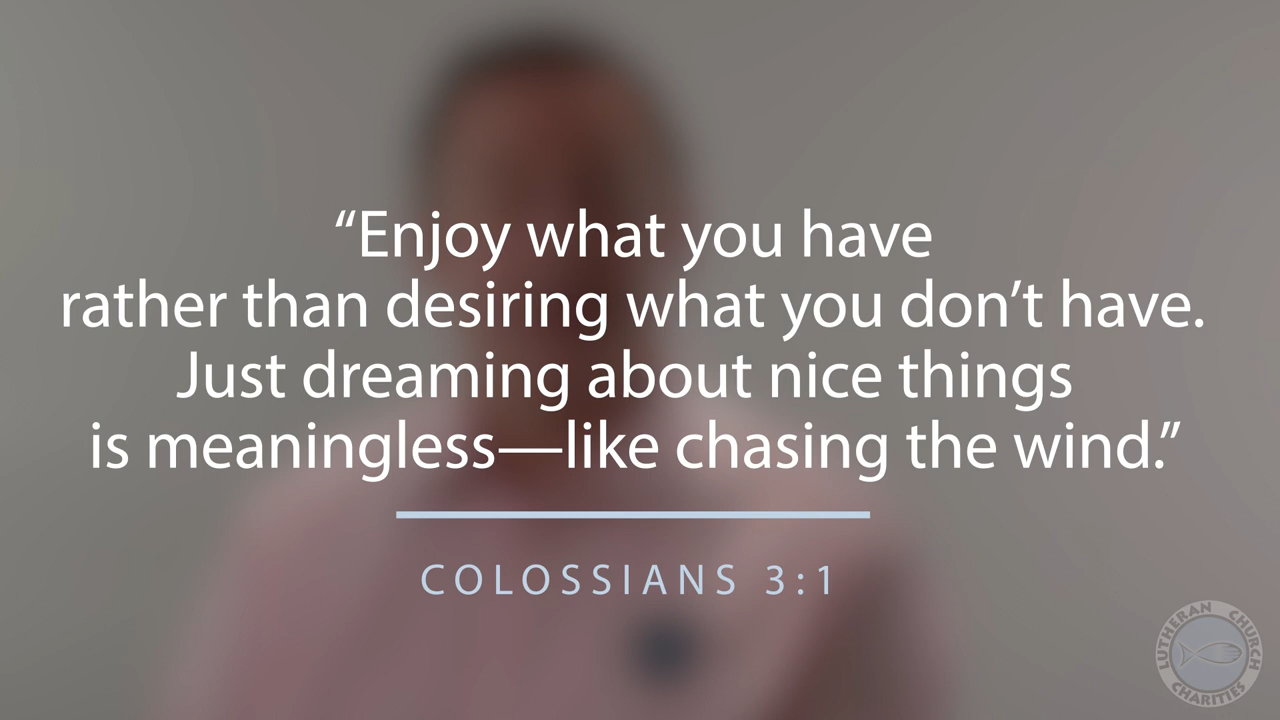 “Enjoy what you have
rather than desiring what you don’t have.
Just dreaming about nice things
is meaningless—like chasing the wind.”
COLOSSIANS 3:1
LUTHERAN CHURCH
CHARITIES